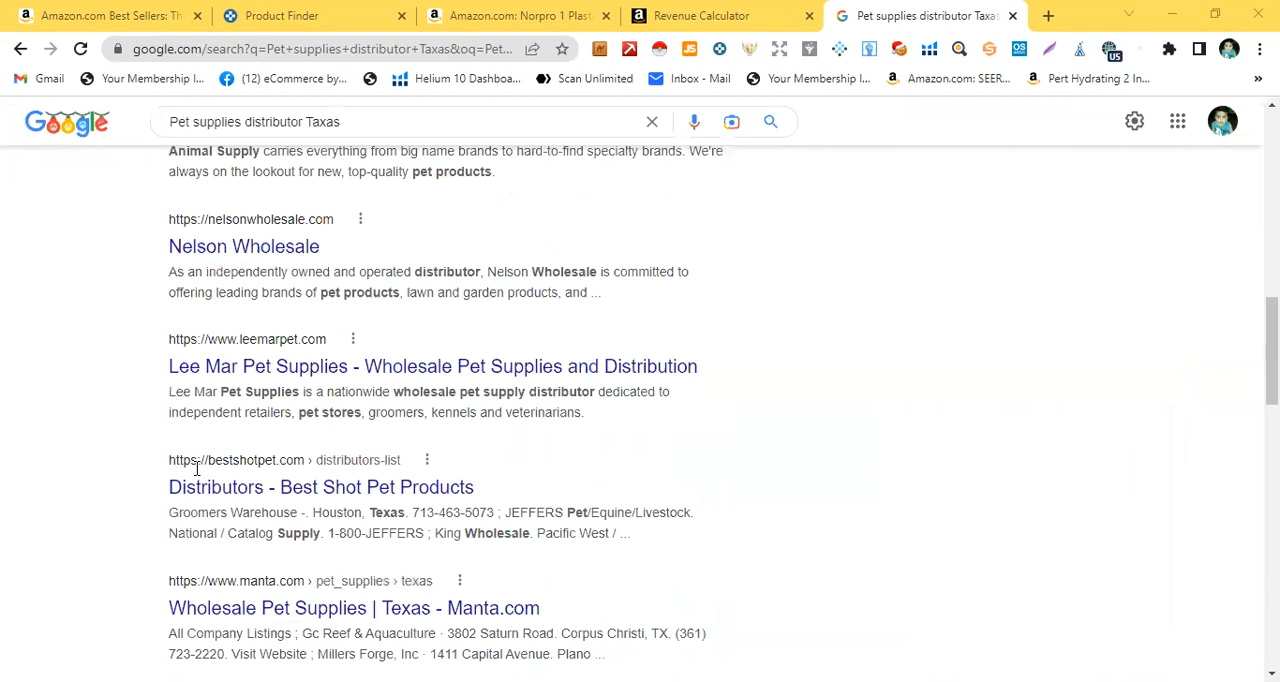 Amazon.com Best Sellers: Th
Product Finder
Amazon.com: Norpro 1 Plast
Revenue Calculator
Pet supplies distributor Taxas
google.com/search?q=Pet+supplies+distributor+Taxas&oq=Pet...
Gmail
Your Membership I...
(12) eCommerce by...
Helium 10 Dashboa...
Scan Unlimited
Inbox - Mail
Your Membership I...
Amazon.com: SEER...
Pert Hydrating 2 In...
»
OS
JS
US
Google
Pet supplies distributor Taxas
Animal Supply carries everything from big name brands to hard-to-find specialty brands. We're
always on the lookout for new, top-quality pet products.
https://nelsonwholesale.com
Nelson Wholesale
As an independently owned and operated distributor, Nelson Wholesale is committed to
offering leading brands of pet products, lawn and garden products, and ...
https://www.leemarpet.com
Lee Mar Pet Supplies - Wholesale Pet Supplies and Distribution
Lee Mar Pet Supplies is a nationwide wholesale pet supply distributor dedicated to
independent retailers, pet stores, groomers, kennels and veterinarians.
https://bestshotpet.com › distributors-list
Distributors - Best Shot Pet Products
Groomers Warehouse -. Houston, Texas. 713-463-5073 ; JEFFERS Pet/Equine/Livestock.
National / Catalog Supply. 1-800-JEFFERS ; King Wholesale. Pacific West / ...
https://www.manta.com › pet_supplies › texas
Wholesale Pet Supplies | Texas - Manta.com
All Company Listings ; Gc Reef & Aquaculture · 3802 Saturn Road. Corpus Christi, TX. (361)
723-2220. Visit Website ; Millers Forge, Inc · 1411 Capital Avenue. Plano ...